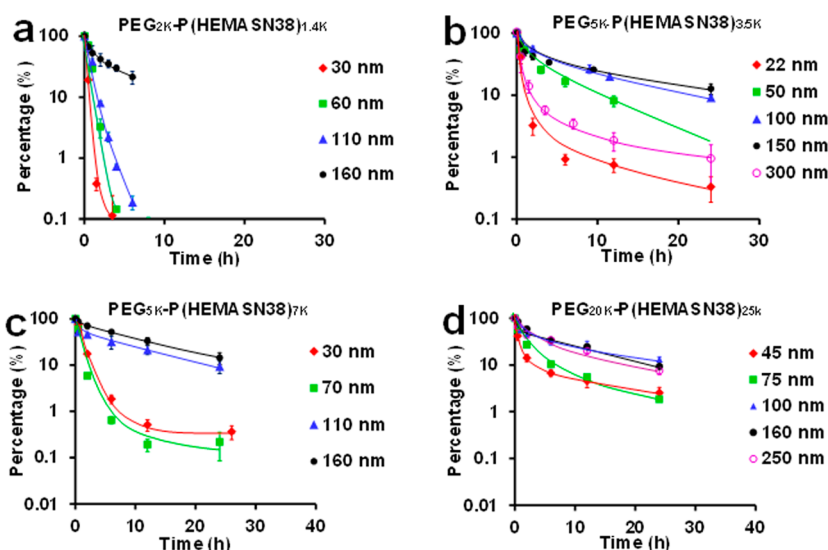 a
PEG2K-P(HEMASN38)1.4K
Percentage (%)
100
10
1
0.1
0
10
20
30
Time (h)
30 nm
60 nm
110 nm
160 nm
b
PEG5K-P(HEMASN38)3.5K
Percentage (%)
100
10
1
0.1
0
10
20
30
Time (h)
22 nm
50 nm
100 nm
150 nm
300 nm
c
PEG5K-P(HEMASN38)7K
Percentage (%)
100
10
1
0.1
0.01
0
10
20
30
40
Time (h)
30 nm
70 nm
110 nm
160 nm
d
PEG20K-P(HEMASN38)25k
Percentage (%)
100
10
1
0.1
0.01
0
10
20
30
40
Time (h)
45 nm
75 nm
100 nm
160 nm
250 nm